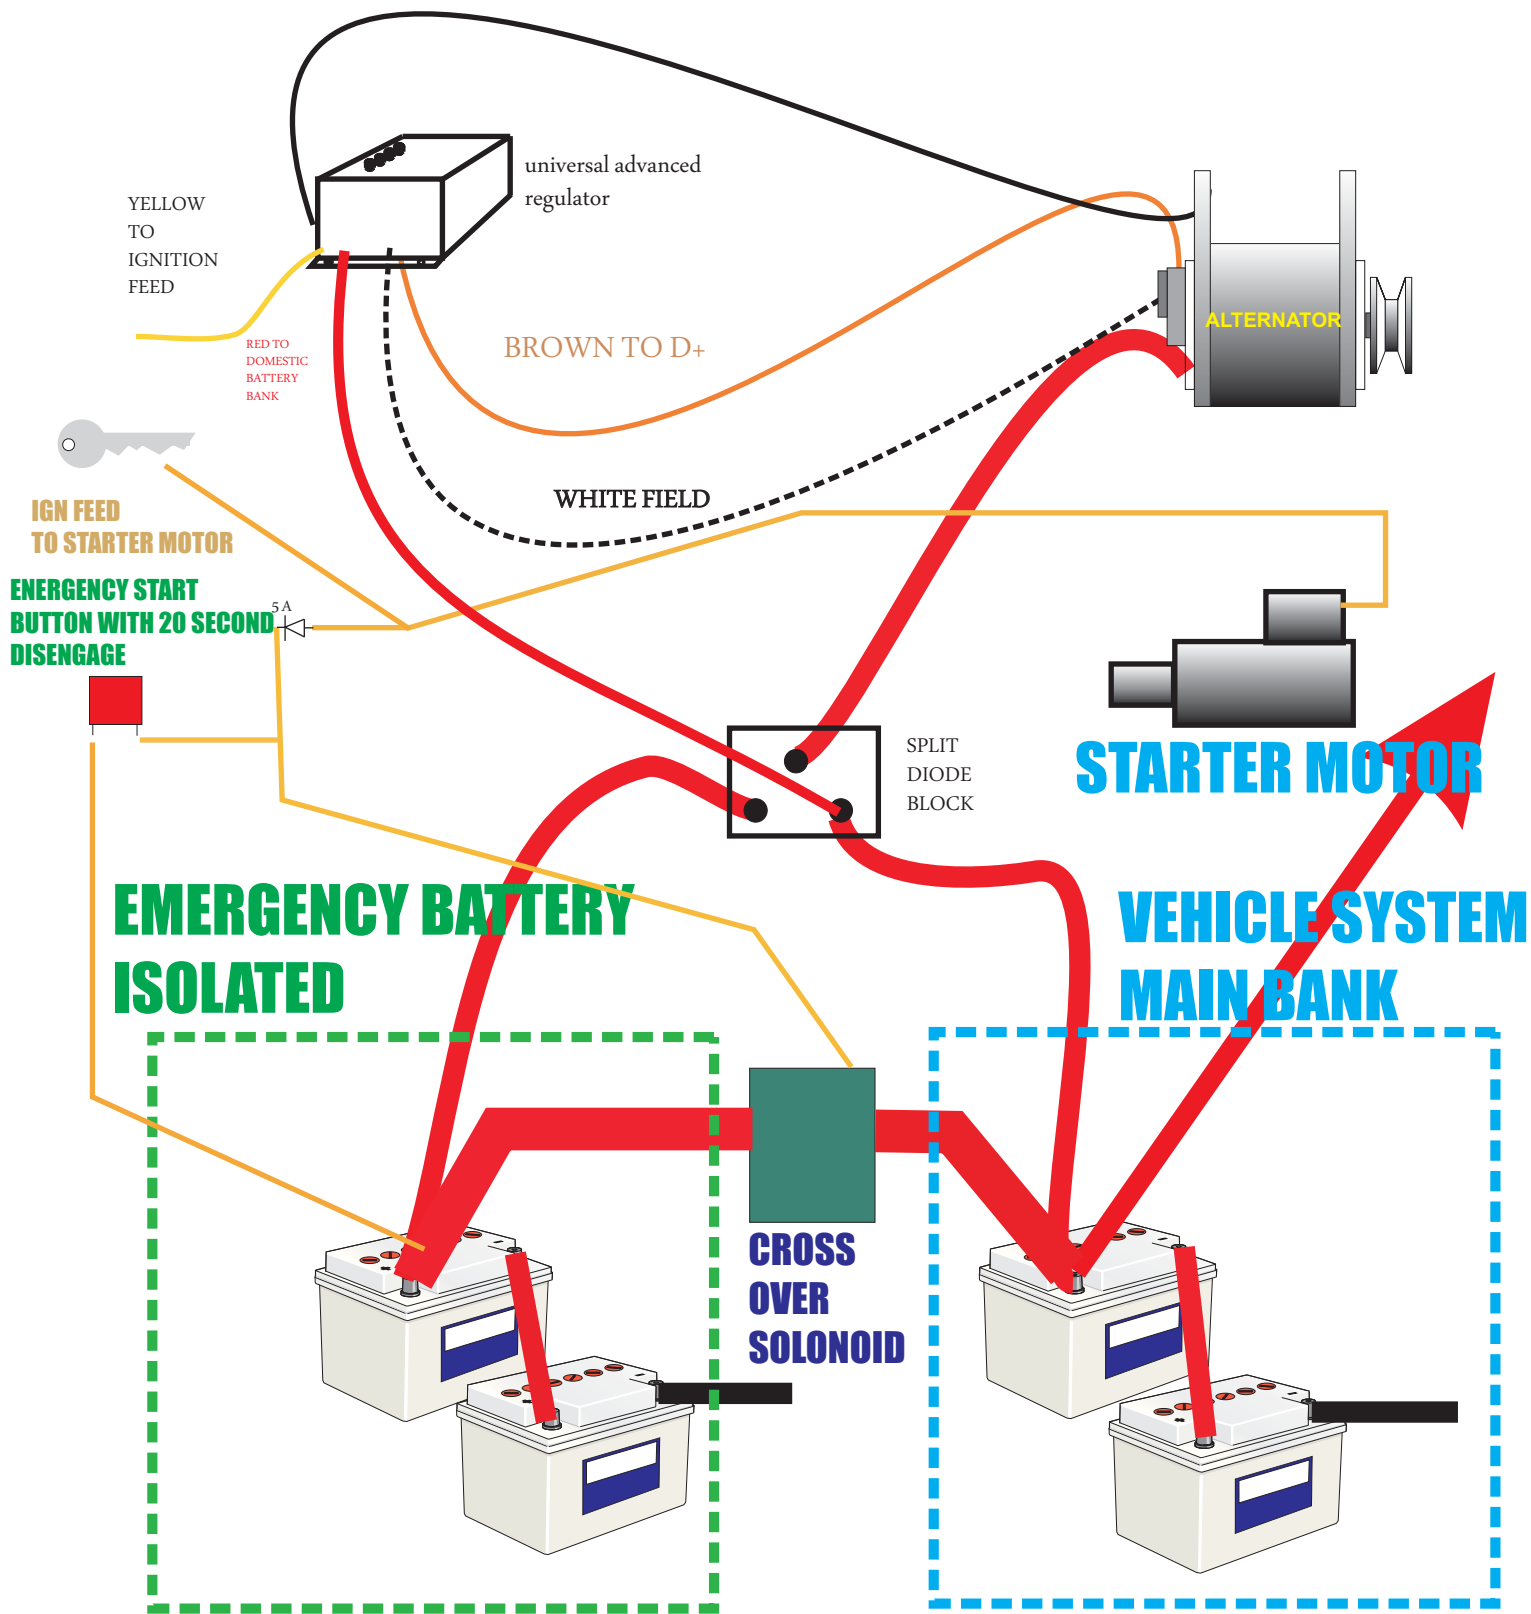 universal advanced
regulator
YELLOW
TO
IGNITION
FEED
ALTERNATOR
RED TO
DOMESTIC
BATTERY
BANK
BROWN TO D+
WHITE FIELD
IGN FEED
TO STARTER MOTOR
ENERGENCY START
BUTTON WITH 20 SECOND
DISENGAGE
5 A
SPLIT
DIODE
BLOCK
STARTER MOTOR
EMERGENCY BATTERY
ISOLATED
VEHICLE SYSTEM
MAIN BANK
CROSS
OVER
SOLONOID